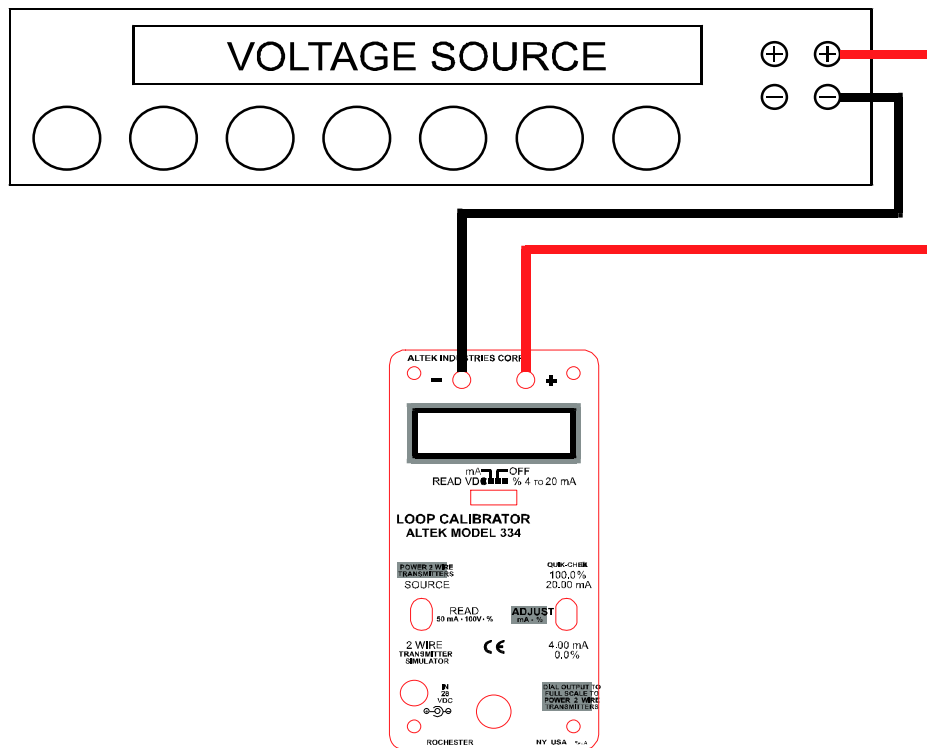 VOLTAGE SOURCE
ALTEK INDUSTRIES CORP
- +
mA OFF
READ VDC % 4 TO 20 mA
LOOP CALIBRATOR
ALTEK MODEL 334
POWER 2 WIRE
TRANSMITTERS
SOURCE
QUIK-CHEK
100.0%
20.00 mA
READ
50 mA • 100V • %
ADJUST
mA • %
2 WIRE
TRANSMITTER
SIMULATOR
CE
4.00 mA
0.0%
IN
28
VDC
DIAL OUTPUT TO
FULL SCALE TO
POWER 2 WIRE
TRANSMITTERS
ROCHESTER NY USA